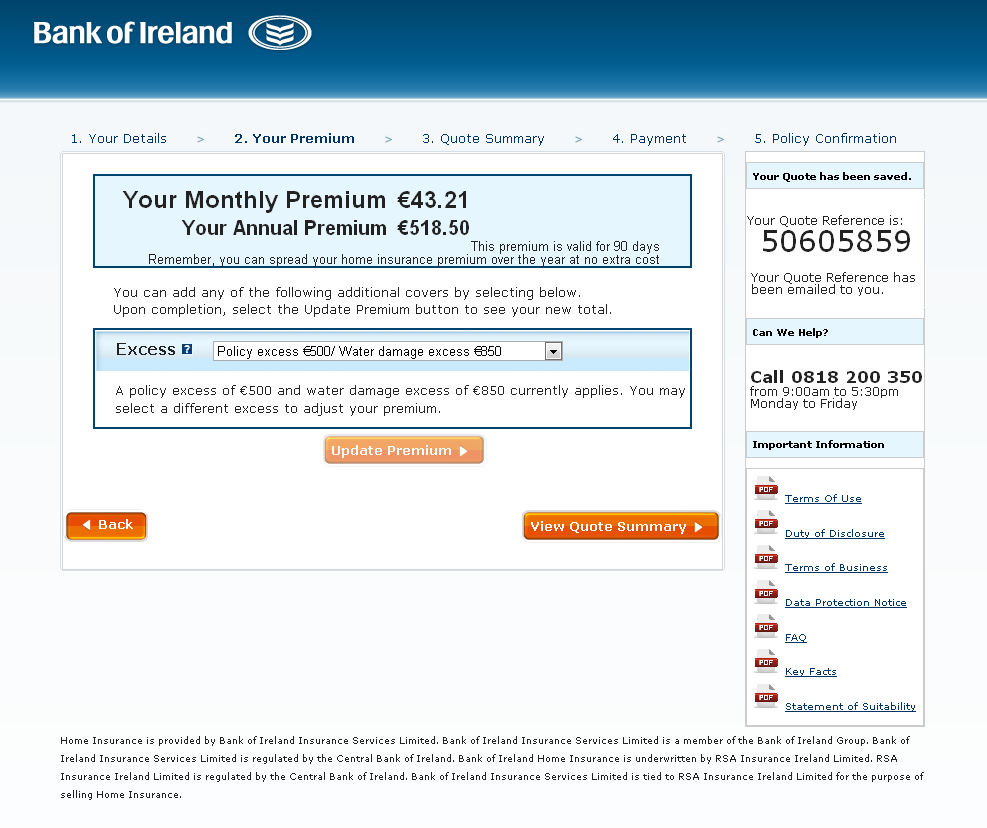 Bank of Ireland
1. Your Details > 2. Your Premium > 3. Quote Summary > 4. Payment > 5. Policy Confirmation
Your Monthly Premium €43.21
Your Annual Premium €518.50
This premium is valid for 90 days
Remember, you can spread your home insurance premium over the year at no extra cost
You can add any of the following additional covers by selecting below.
Upon completion, select the Update Premium button to see your new total.
Excess ? Policy excess €500/ Water damage excess €850
A policy excess of €500 and water damage excess of €850 currently applies. You may
select a different excess to adjust your premium.
Update Premium
Back
View Quote Summary
Your Quote has been saved.
Your Quote Reference is:
50605859
Your Quote Reference has
been emailed to you.
Can We Help?
Call 0818 200 350
from 9:00am to 5:30pm
Monday to Friday
Important Information
PDF Terms Of Use
PDF Duty of Disclosure
PDF Terms of Business
PDF Data Protection Notice
PDF FAQ
PDF Key Facts
PDF Statement of Suitability
Home Insurance is provided by Bank of Ireland Insurance Services Limited. Bank of Ireland Insurance Services Limited is a member of the Bank of Ireland Group. Bank of
Ireland Insurance Services Limited is regulated by the Central Bank of Ireland. Bank of Ireland Home Insurance is underwritten by RSA Insurance Ireland Limited. RSA
Insurance Ireland Limited is regulated by the Central Bank of Ireland. Bank of Ireland Insurance Services Limited is tied to RSA Insurance Ireland Limited for the purpose of
selling Home Insurance.